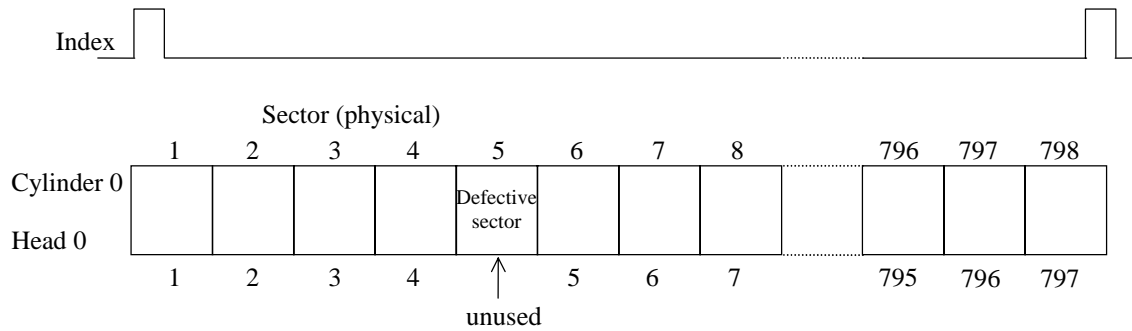 Index
Sector (physical)
1 2 3 4 5 6 7 8 796 797 798
Cylinder 0
Defective
sector
Head 0
1 2 3 4 5 6 7 795 796 797
unused